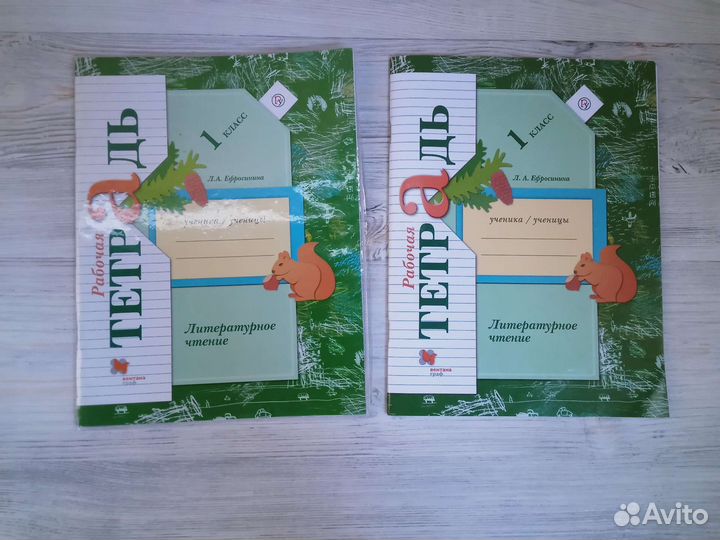 Рабочая
ТЕТРАДЬ
1 КЛАСС
Л.А. Ефросинина
ученика / ученицы
Литературное
чтение
вентана
граф
Рабочая
ТЕТРАДЬ
1 КЛАСС
Л. А. Ефросинина
ученика / ученицы
Литературное
чтение
вентана
граф
Avito